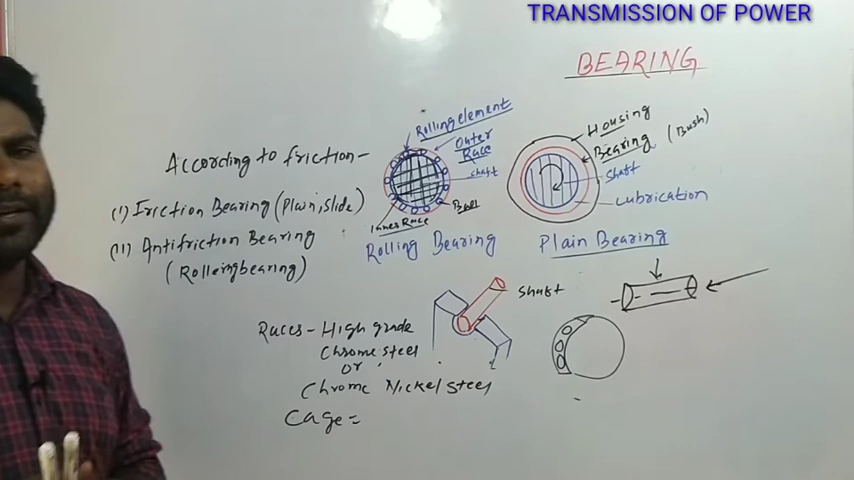 TRANSMISSION OF POWER
BEARING
According to friction-
(i) Friction Bearing (Plain, Slide)
(ii) Antifriction Bearing
(Rolleingbearing)
Rolling element
Outer
Race
shaft
Ball
Inner Race
Rolling Bearing
Housing
Bearing (Bush)
Shaft
Lubrication
Plain Bearing
Shaft
Races - High grade
Chrome steel
or
Chrome Nickel steel
Cage =